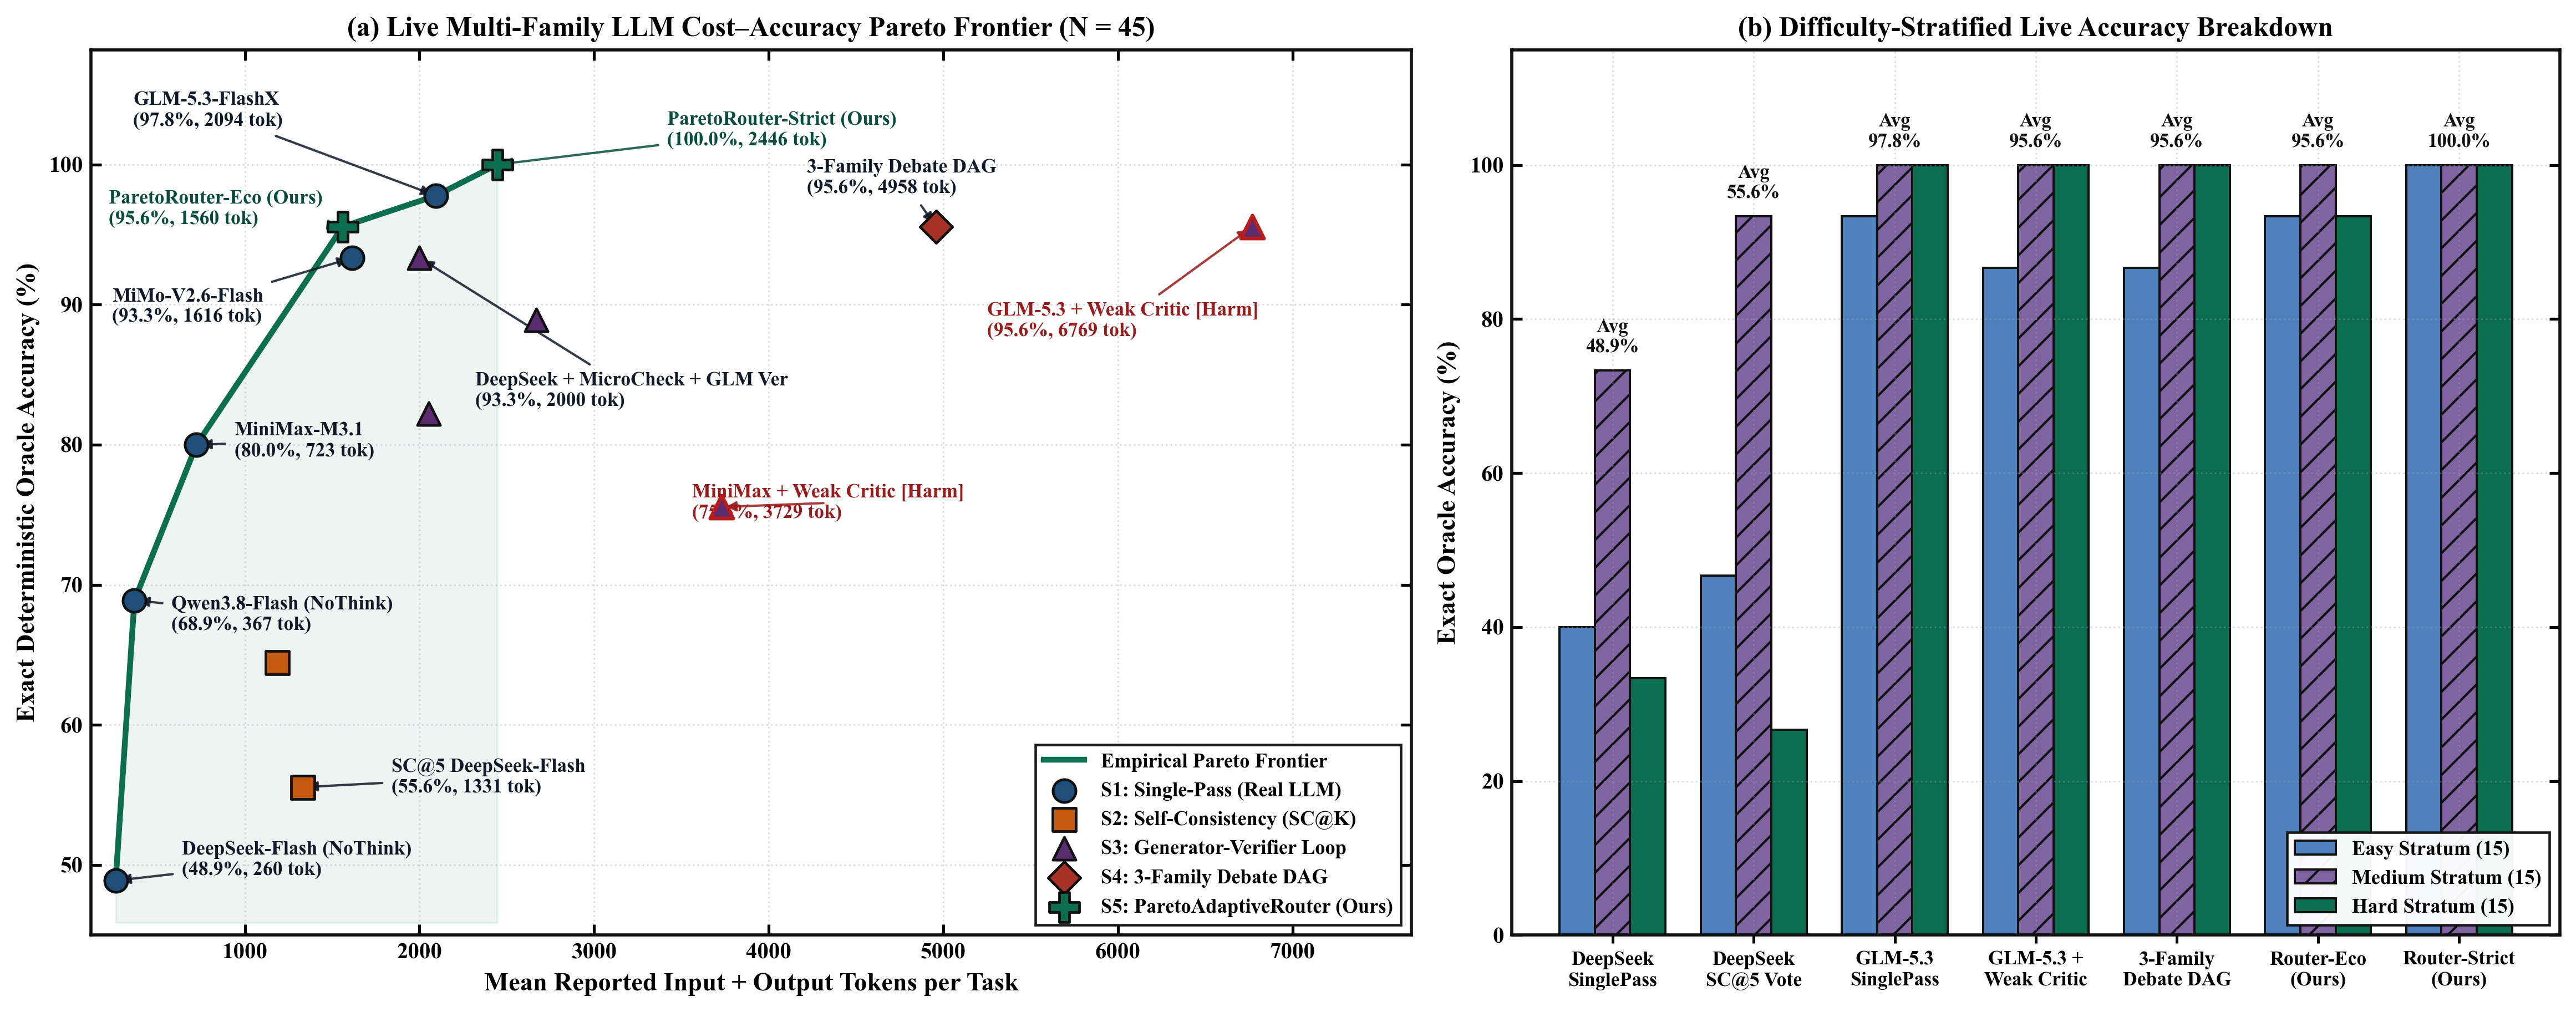 (a) Live Multi-Family LLM Cost–Accuracy Pareto Frontier (N = 45)
Exact Deterministic Oracle Accuracy (%)
100
90
80
70
60
50
GLM-5.3-FlashX
(97.8%, 2094 tok)
ParetoRouter-Strict (Ours)
(100.0%, 2446 tok)
3-Family Debate DAG
(95.6%, 4958 tok)
ParetoRouter-Eco (Ours)
(95.6%, 1560 tok)
MiMo-V2.6-Flash
(93.3%, 1616 tok)
GLM-5.3 + Weak Critic [Harm]
(95.6%, 6769 tok)
DeepSeek + MicroCheck + GLM Ver
(93.3%, 2000 tok)
MiniMax-M3.1
(80.0%, 723 tok)
MiniMax + Weak Critic [Harm]
3729 tok)
Qwen3.8-Flash (NoThink)
(68.9%, 367 tok)
SC@5 DeepSeek-Flash
(55.6%, 1331 tok)
DeepSeek-Flash (NoThink)
(48.9%, 260 tok)
Empirical Pareto Frontier
S1: Single-Pass (Real LLM)
S2: Self-Consistency (SC@K)
S3: Generator-Verifier Loop
S4: 3-Family Debate DAG
S5: ParetoAdaptiveRouter (Ours)
1000 2000 3000 4000 5000 6000 7000
Mean Reported Input + Output Tokens per Task
(b) Difficulty-Stratified Live Accuracy Breakdown
Exact Oracle Accuracy (%)
100
80
60
40
20
0
Avg
48.9%
Avg
55.6%
Avg
97.8%
Avg
95.6%
Avg
95.6%
Avg
95.6%
Avg
100.0%
Easy Stratum (15)
Medium Stratum (15)
Hard Stratum (15)
DeepSeek
SinglePass
DeepSeek
SC@5 Vote
GLM-5.3
SinglePass
GLM-5.3 +
Weak Critic
3-Family
Debate DAG
Router-Eco
(Ours)
Router-Strict
(Ours)